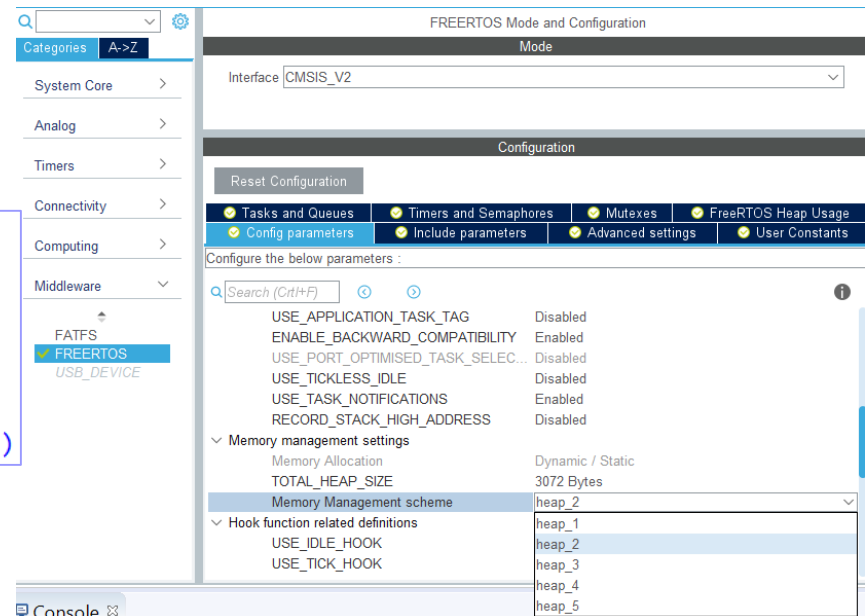 FREERTOS Mode and Configuration
Categories A->Z
Mode
System Core
Interface CMSIS_V2
Analog
Configuration
Timers
Reset Configuration
Connectivity
Tasks and Queues Timers and Semaphores Mutexes FreeRTOS Heap Usage
Config parameters Include parameters Advanced settings User Constants
Computing
Configure the below parameters :
Middleware
Search (Crtl+F)
FATFS
FREERTOS
USB_DEVICE
)
USE_APPLICATION_TASK_TAG Disabled
ENABLE_BACKWARD_COMPATIBILITY Enabled
USE_PORT_OPTIMISED_TASK_SELEC... Disabled
USE_TICKLESS_IDLE Disabled
USE_TASK_NOTIFICATIONS Enabled
RECORD_STACK_HIGH_ADDRESS Disabled
Memory management settings
Memory Allocation Dynamic / Static
TOTAL_HEAP_SIZE 3072 Bytes
Memory Management scheme heap_2
Hook function related definitions heap_1
USE_IDLE_HOOK heap_2
USE_TICK_HOOK heap_3
heap_4
heap_5
Console